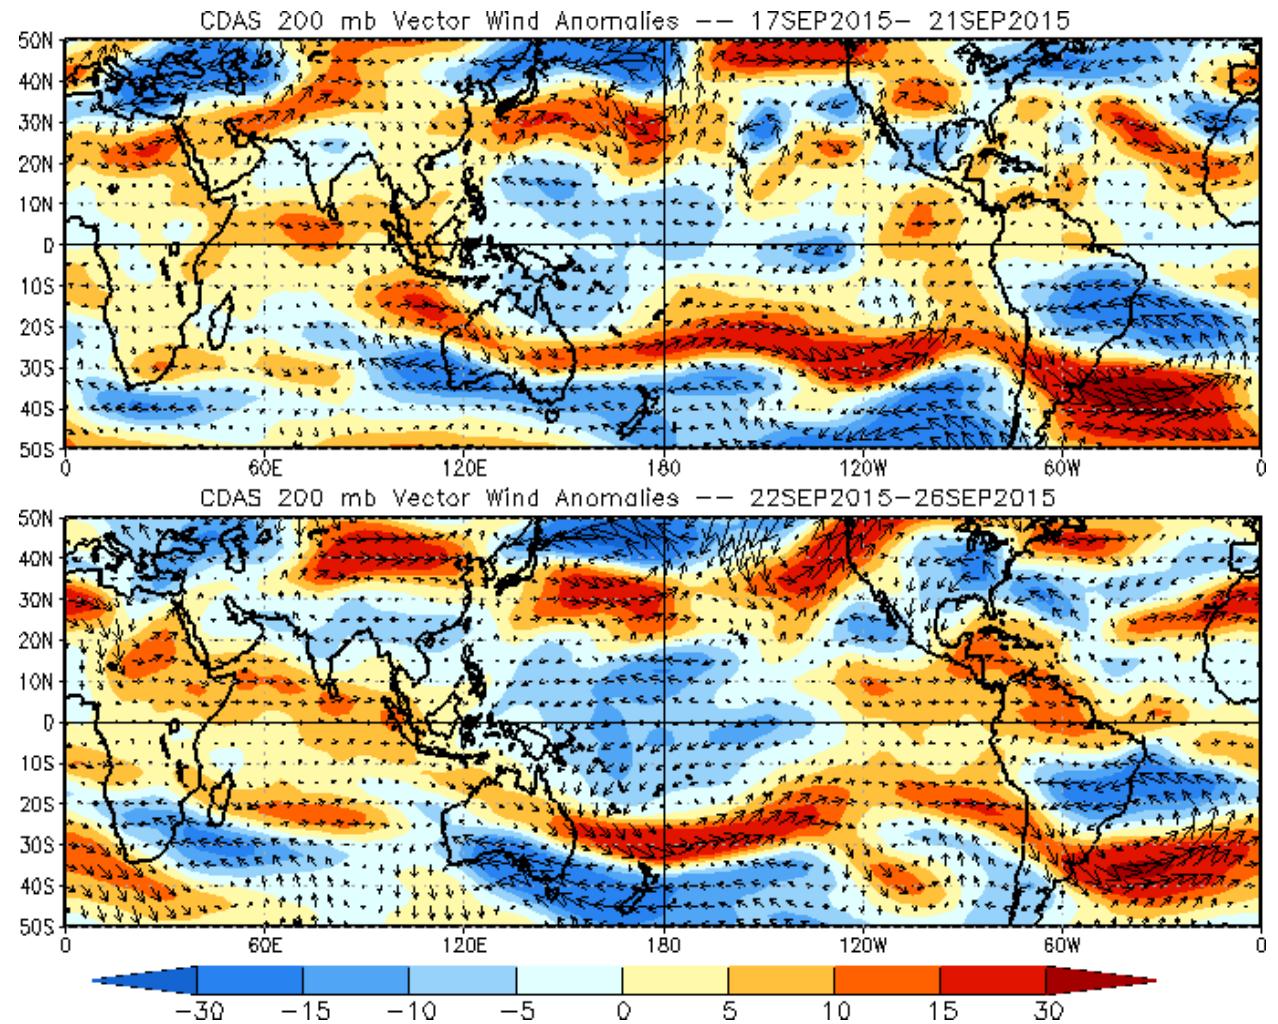 CDAS 200 mb Vector Wind Anomalies -- 17SEP2015- 21SEP2015
50N
40N
30N
20N
10N
0
10S
20S
30S
40S
50S
0 60E 120E 180 120W 60W 0
CDAS 200 mb Vector Wind Anomalies -- 22SEP2015-26SEP2015
50N
40N
30N
20N
10N
0
10S
20S
30S
40S
50S
0 60E 120E 180 120W 60W 0
-30 -15 -10 -5 0 5 10 15 30